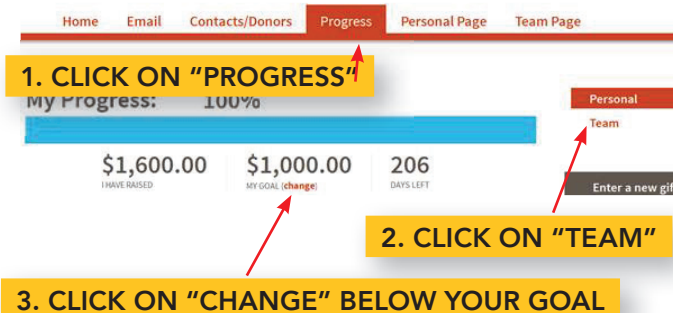 Home Email Contacts/Donors Progress Personal Page Team Page
1. CLICK ON “PROGRESS”
My Progress: 100%
Personal
Team
$1,600.00 $1,000.00 206
I HAVE RAISED MY GOAL (change) DAYS LEFT
Enter a new gif
2. CLICK ON “TEAM”
3. CLICK ON “CHANGE” BELOW YOUR GOAL